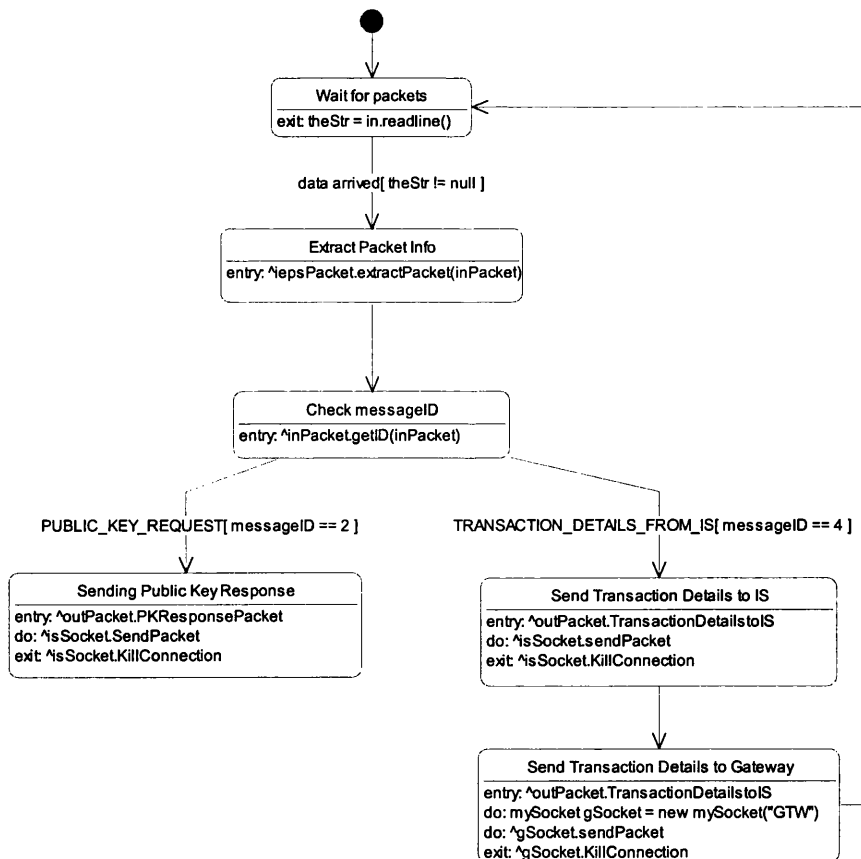 Wait for packets
exit: theStr = in.readline()
data arrived[ theStr != null ]
Extract Packet Info
entry: ^iepsPacket.extractPacket(inPacket)
Check messageID
entry: ^inPacket.getID(inPacket)
PUBLIC_KEY_REQUEST[ messageID == 2 ]
TRANSACTION_DETAILS_FROM_IS[ messageID == 4 ]
Sending Public Key Response
entry: ^outPacket.PKResponsePacket
do: ^isSocket.SendPacket
exit: ^isSocket.KillConnection
Send Transaction Details to IS
entry: ^outPacket.TransactionDetailstoIS
do: ^isSocket.sendPacket
exit: ^isSocket.KillConnection
Send Transaction Details to Gateway
entry: ^outPacket.TransactionDetailstoIS
do: mySocket gSocket = new mySocket("GTW")
do: ^gSocket.sendPacket
exit: ^gSocket.KillConnection